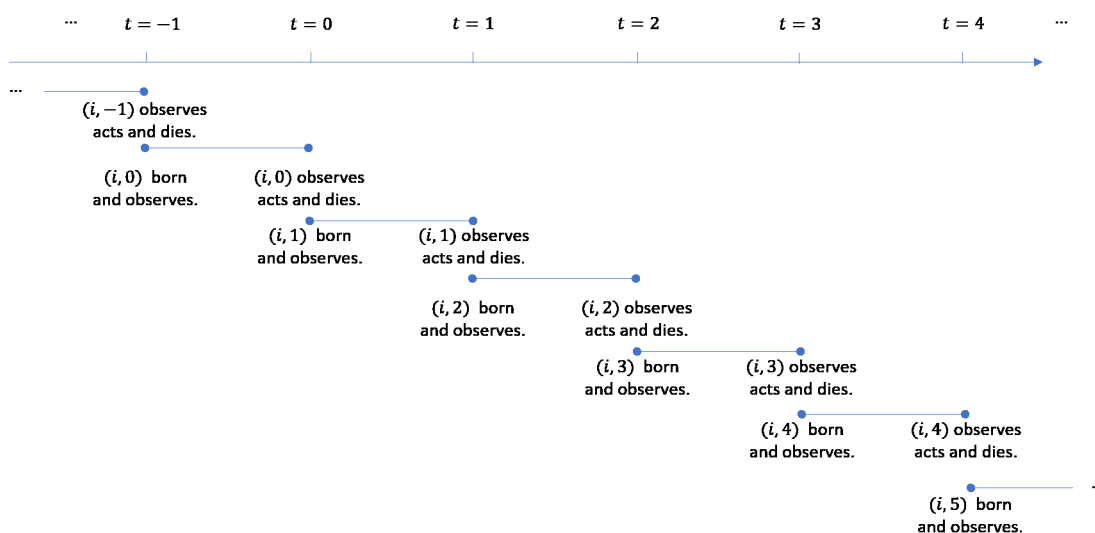 ... t = −1 t = 0 t = 1 t = 2 t = 3 t = 4 ...
...
(i, −1) observes
acts and dies.
(i, 0) born
and observes.
(i, 0) observes
acts and dies.
(i, 1) born
and observes.
(i, 1) observes
acts and dies.
(i, 2) born
and observes.
(i, 2) observes
acts and dies.
(i, 3) born
and observes.
(i, 3) observes
acts and dies.
(i, 4) born
and observes.
(i, 4) observes
acts and dies.
.
(i, 5) born
and observes.